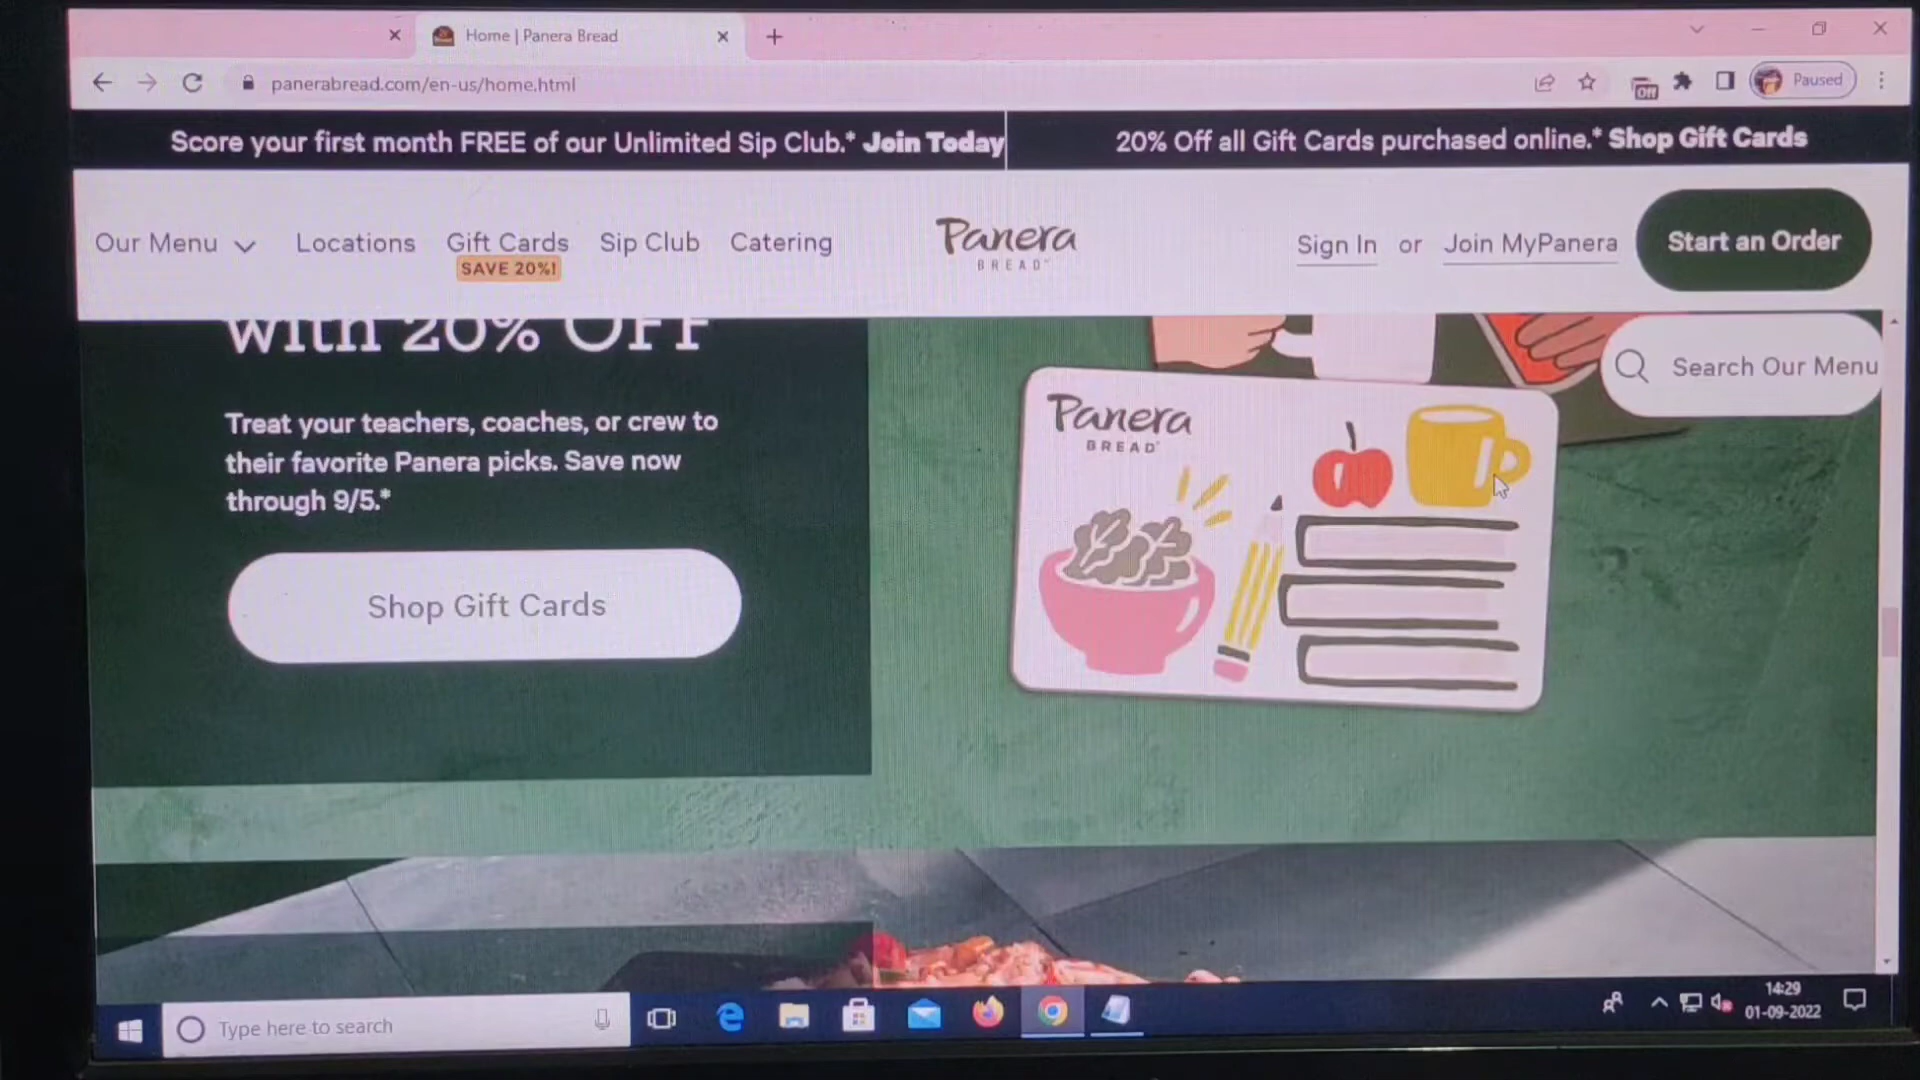 Home | Panera Bread
panerabread.com/en-us/home.html
Off
Paused
Score your first month FREE of our Unlimited Sip Club.* Join Today
20% Off all Gift Cards purchased online.* Shop Gift Cards
Our Menu
Locations
Gift Cards
SAVE 20%!
Sip Club
Catering
Panera
BREAD
Sign In or Join MyPanera
Start an Order
with 20% OFF
Search Our Menu
Treat your teachers, coaches, or crew to
their favorite Panera picks. Save now
through 9/5.*
Shop Gift Cards
Panera
BREAD
Type here to search
14:29
01-09-2022